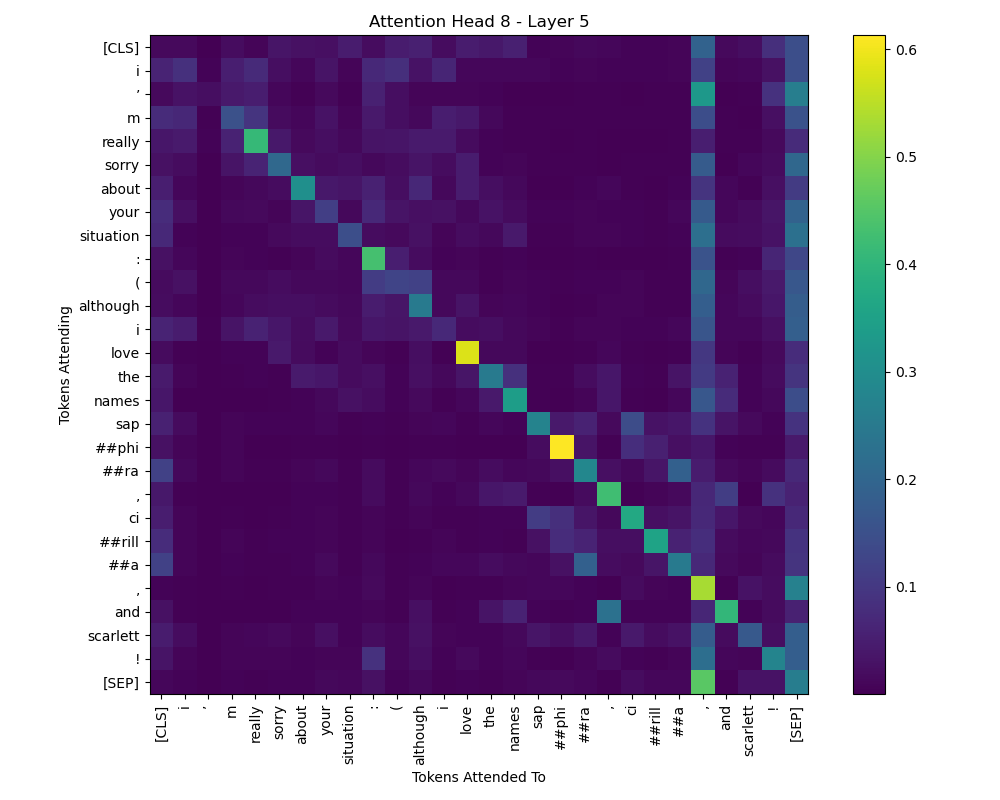 Attention Head 8 - Layer 5
Tokens Attending
[CLS]
i
’
m
really
sorry
about
your
situation
:
(
although
i
love
the
names
sap
##phi
##ra
,
ci
##rill
##a
,
and
scarlett
!
[SEP]
[CLS]
i
’
m
really
sorry
about
your
situation
:
(
although
i
love
the
names
sap
##phi
##ra
,
ci
##rill
##a
,
and
scarlett
!
[SEP]
Tokens Attended To
0.6
0.5
0.4
0.3
0.2
0.1